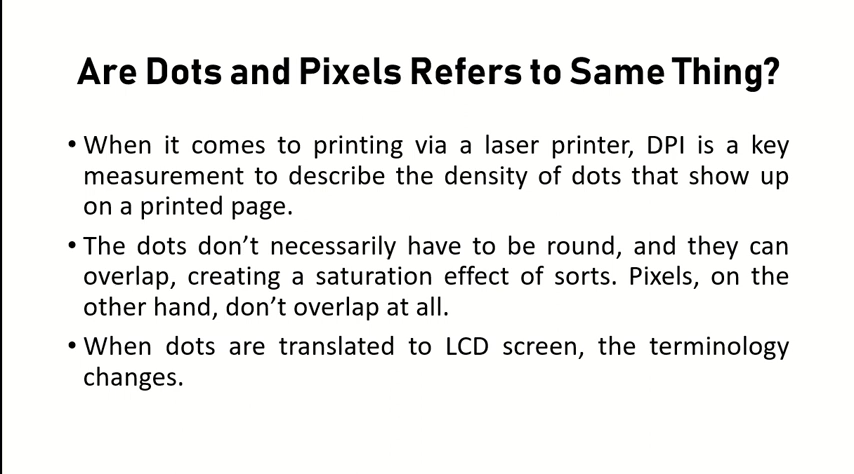 Are Dots and Pixels Refers to Same Thing?
• When it comes to printing via a laser printer, DPI is a key
measurement to describe the density of dots that show up
on a printed page.
• The dots don’t necessarily have to be round, and they can
overlap, creating a saturation effect of sorts. Pixels, on the
other hand, don’t overlap at all.
• When dots are translated to LCD screen, the terminology
changes.